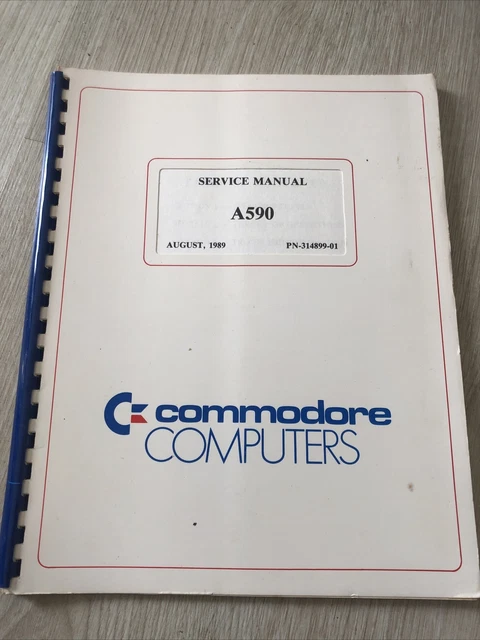 SERVICE MANUAL
A590
AUGUST, 1989 PN-314899-01
commodore
COMPUTERS